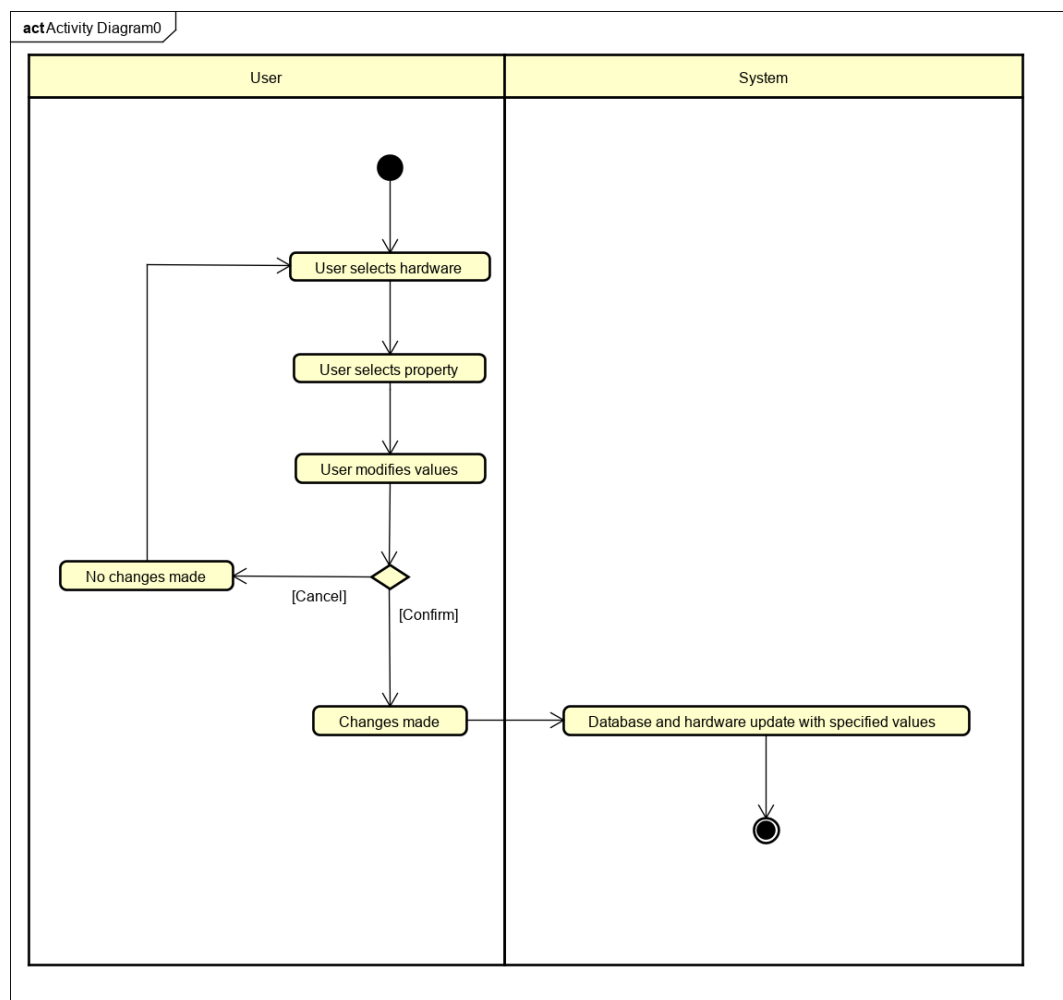 act Activity Diagram0
User
System
User selects hardware
User selects property
User modifies values
No changes made
[Cancel]
[Confirm]
Changes made
Database and hardware update with specified values